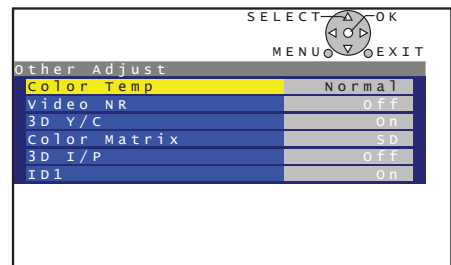 SELECT OK
MENU EXIT
Other Adjust
Color Temp Normal
Video NR Off
3D Y/C On
Color Matrix SD
3D I/P Off
ID1 On